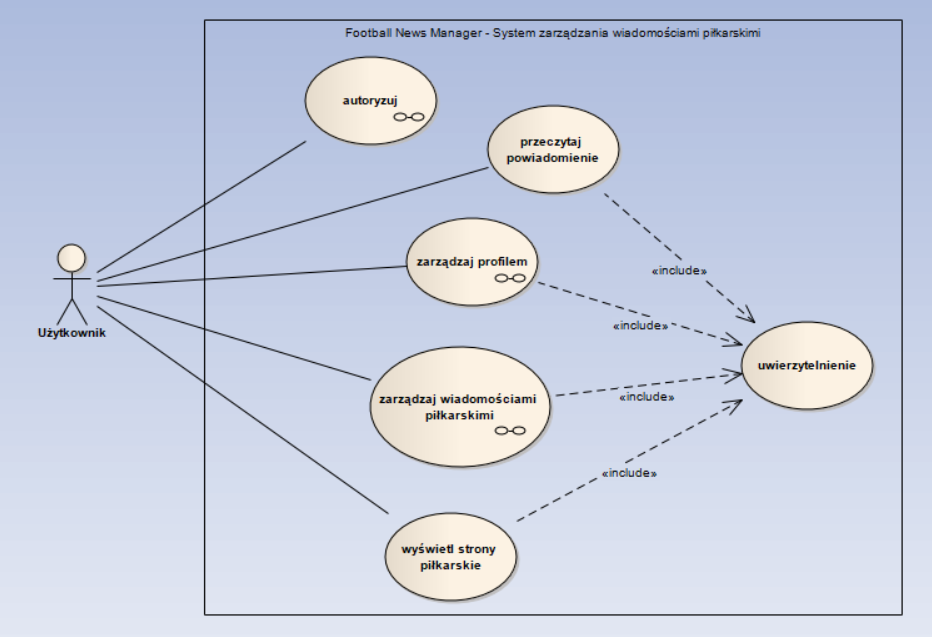 Football News Manager - System zarządzania wiadomościami piłkarskimi
autoryzuj
przeczytaj
powiadomienie
zarządzaj profilem
«include»
Użytkownik
«include»
uwierzytelnienie
zarządzaj wiadomościami
piłkarskimi
«include»
«include»
wyświetl strony
piłkarskie